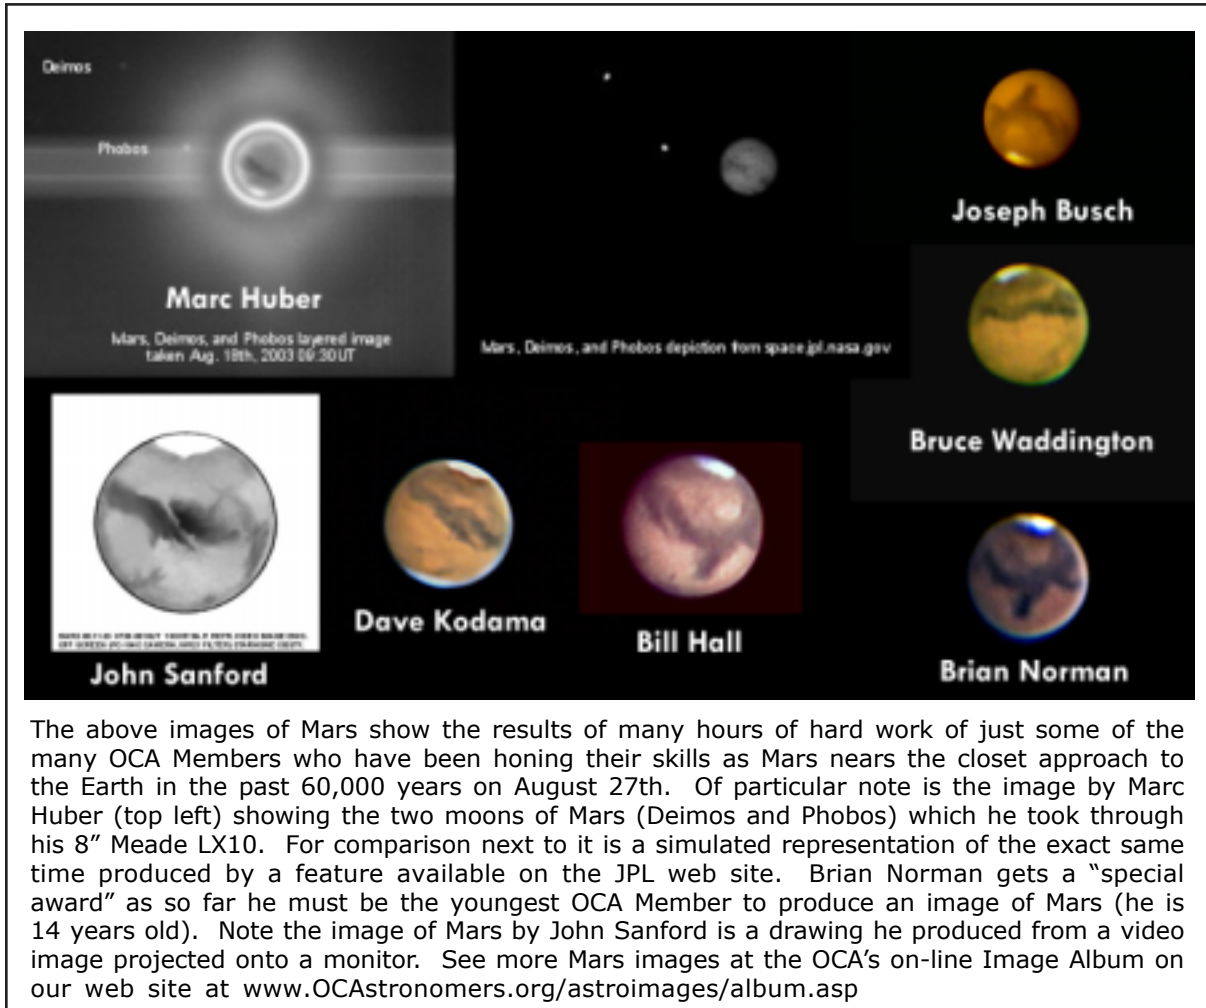 Deimos
Phobos
Marc Huber
Mars, Deimos, and Phobos layered image
taken Aug. 18th, 2003 09:30UT
Mars, Deimos, and Phobos depiction from space.jpl.nasa.gov
Joseph Busch
Bruce Waddington
John Sanford
Dave Kodama
Bill Hall
Brian Norman
The above images of Mars show the results of many hours of hard work of just some of the
many OCA Members who have been honing their skills as Mars nears the closet approach to
the Earth in the past 60,000 years on August 27th.  Of particular note is the image by Marc
Huber (top left) showing the two moons of Mars (Deimos and Phobos) which he took through
his 8” Meade LX10.  For comparison next to it is a simulated representation of the exact same
time produced by a feature available on the JPL web site.  Brian Norman gets a “special
award” as so far he must be the youngest OCA Member to produce an image of Mars (he is
14 years old).  Note the image of Mars by John Sanford is a drawing he produced from a video
image projected onto a monitor.  See more Mars images at the OCA’s on-line Image Album on
our web site at www.OCAstronomers.org/astroimages/album.asp